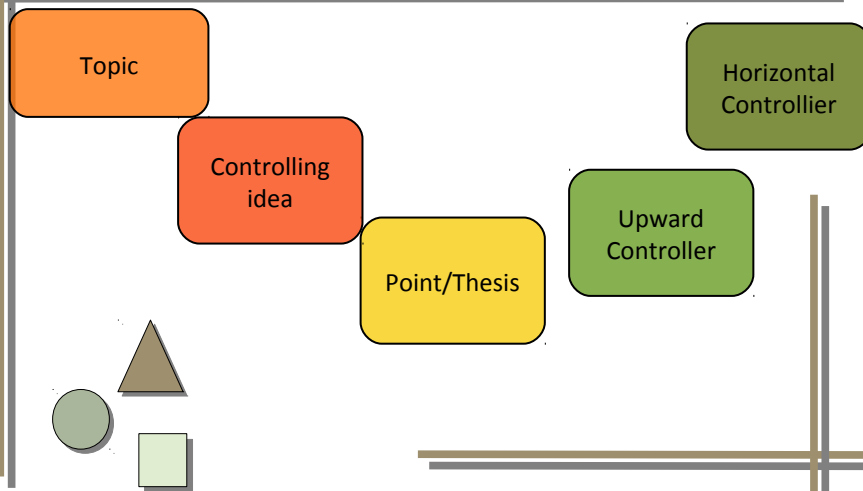 Topic
Controlling
idea
Point/Thesis
Upward
Controller
Horizontal
Controllier